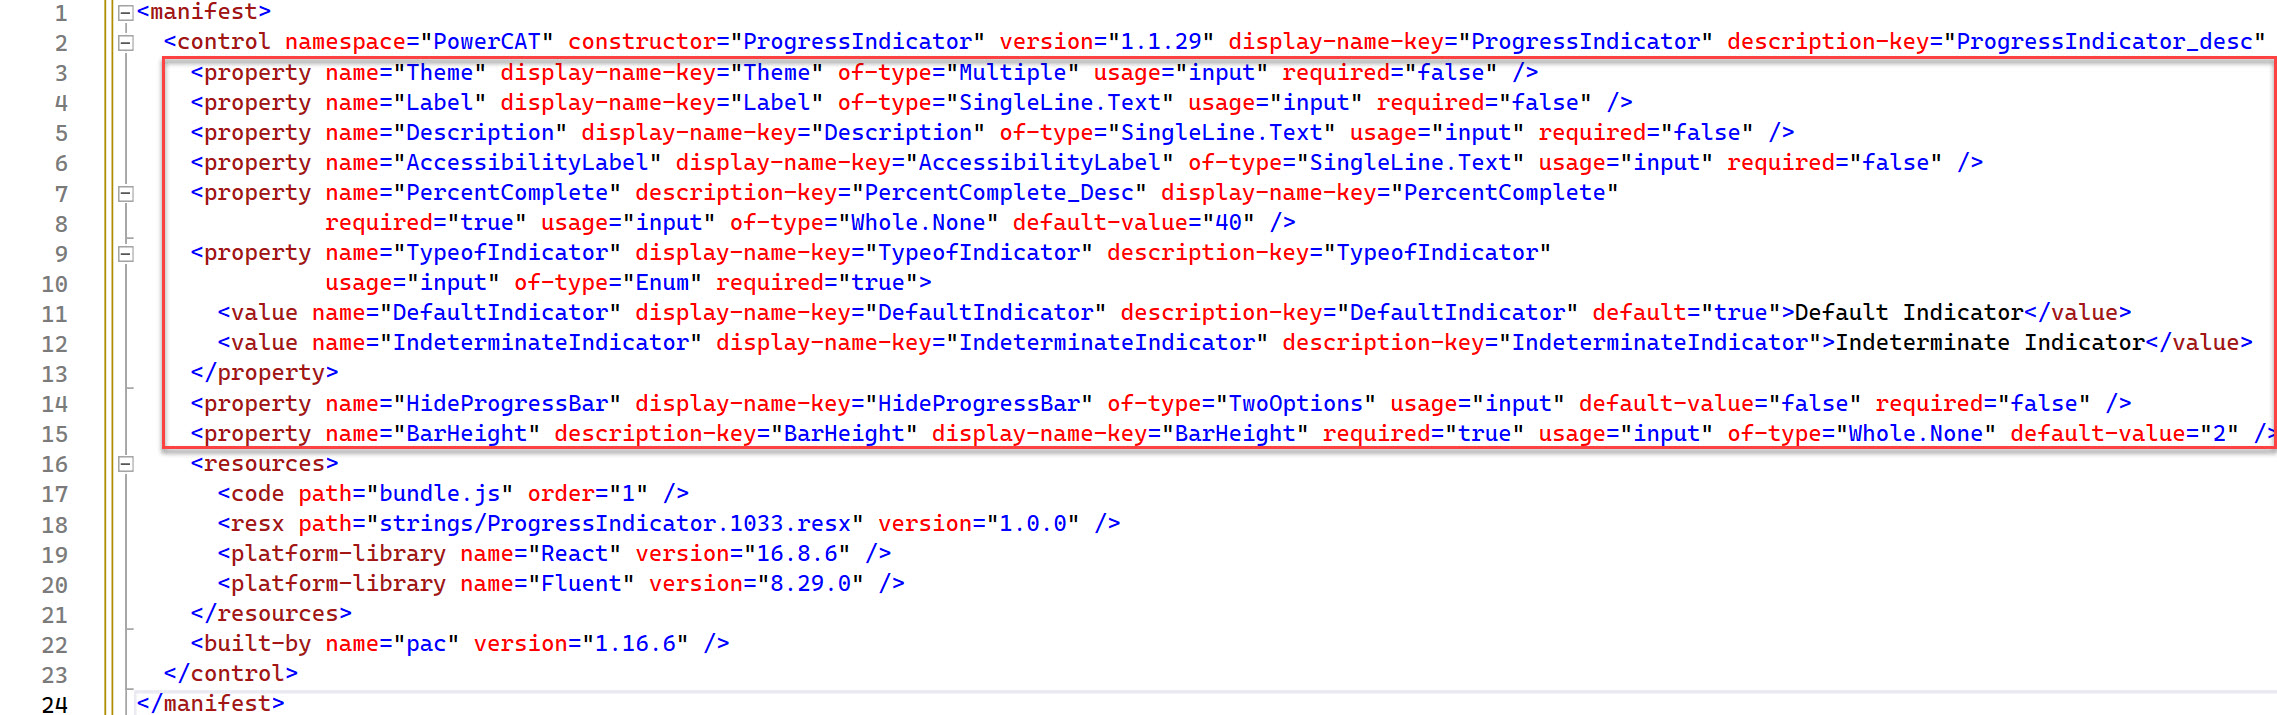 1 <manifest>
2 <control namespace="PowerCAT" constructor="ProgressIndicator" version="1.1.29" display-name-key="ProgressIndicator" description-key="ProgressIndicator_desc"
3 <property name="Theme" display-name-key="Theme" of-type="Multiple" usage="input" required="false" />
4 <property name="Label" display-name-key="Label" of-type="SingleLine.Text" usage="input" required="false" />
5 <property name="Description" display-name-key="Description" of-type="SingleLine.Text" usage="input" required="false" />
6 <property name="AccessibilityLabel" display-name-key="AccessibilityLabel" of-type="SingleLine.Text" usage="input" required="false" />
7 <property name="PercentComplete" description-key="PercentComplete_Desc" display-name-key="PercentComplete"
8 required="true" usage="input" of-type="Whole.None" default-value="40" />
9 <property name="TypeofIndicator" display-name-key="TypeofIndicator" description-key="TypeofIndicator"
10 usage="input" of-type="Enum" required="true">
11 <value name="DefaultIndicator" display-name-key="DefaultIndicator" description-key="DefaultIndicator" default="true">Default Indicator</value>
12 <value name="IndeterminateIndicator" display-name-key="IndeterminateIndicator" description-key="IndeterminateIndicator">Indeterminate Indicator</value>
13 </property>
14 <property name="HideProgressBar" display-name-key="HideProgressBar" of-type="TwoOptions" usage="input" default-value="false" required="false" />
15 <property name="BarHeight" description-key="BarHeight" display-name-key="BarHeight" required="true" usage="input" of-type="Whole.None" default-value="2" />
16 <resources>
17 <code path="bundle.js" order="1" />
18 <resx path="strings/ProgressIndicator.1033.resx" version="1.0.0" />
19 <platform-library name="React" version="16.8.6" />
20 <platform-library name="Fluent" version="8.29.0" />
21 </resources>
22 <built-by name="pac" version="1.16.6" />
23 </control>
24 </manifest>